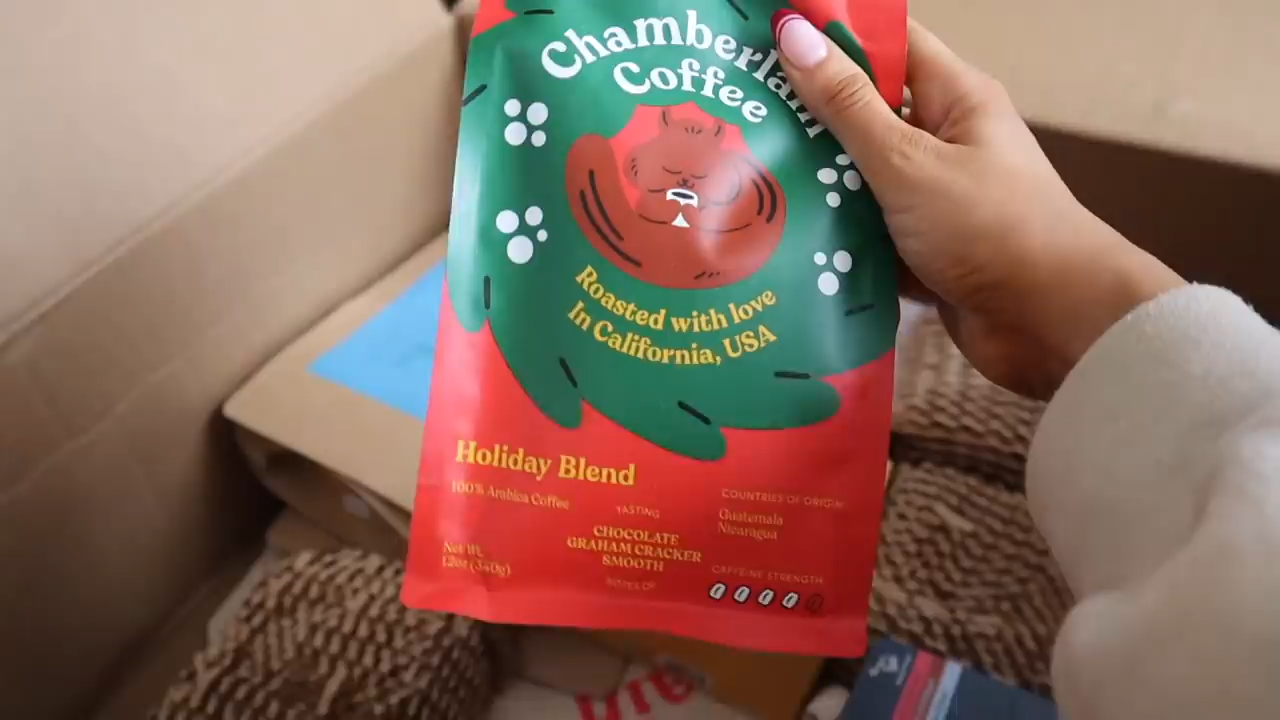 Chamberlain
Coffee
Roasted with love
In California, USA
Holiday Blend
100% Arabica Coffee
TASTING
CHOCOLATE
GRAHAM CRACKER
SMOOTH
NOTES OF
COUNTRIES OF ORIGIN
Guatemala
Nicaragua
CAFFEINE STRENGTH
Net Wt.
12oz (340g)